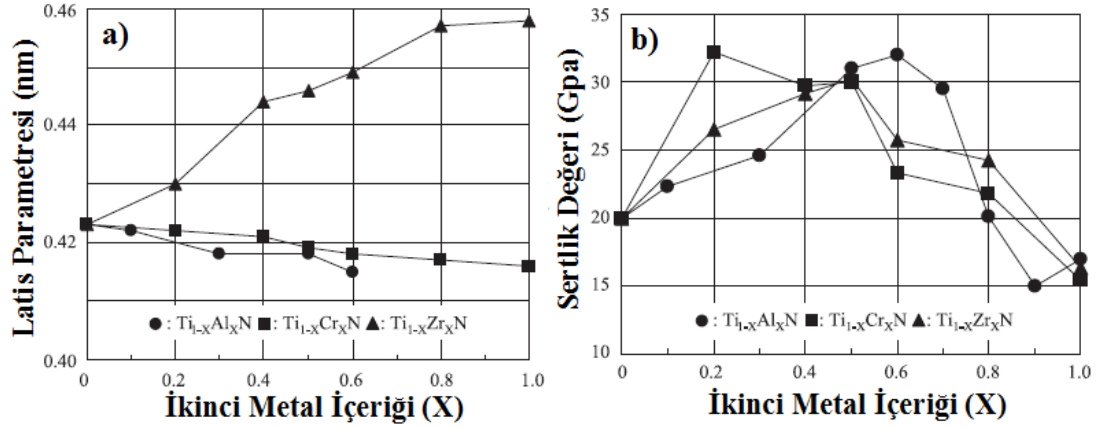 a)
Latis Parametresi (nm)
0.46
0.44
0.42
0.40
●: Ti1-XAlXN ■: Ti1-XCrXN ▲: Ti1-XZrXN
0 0.2 0.4 0.6 0.8 1.0
İkinci Metal İçeriği (X)
b)
Sertlik Değeri (Gpa)
35
30
25
20
15
10
●: Ti1-XAlXN ■: Ti1-XCrXN ▲: Ti1-XZrXN
0 0.2 0.4 0.6 0.8 1.0
İkinci Metal İçeriği (X)